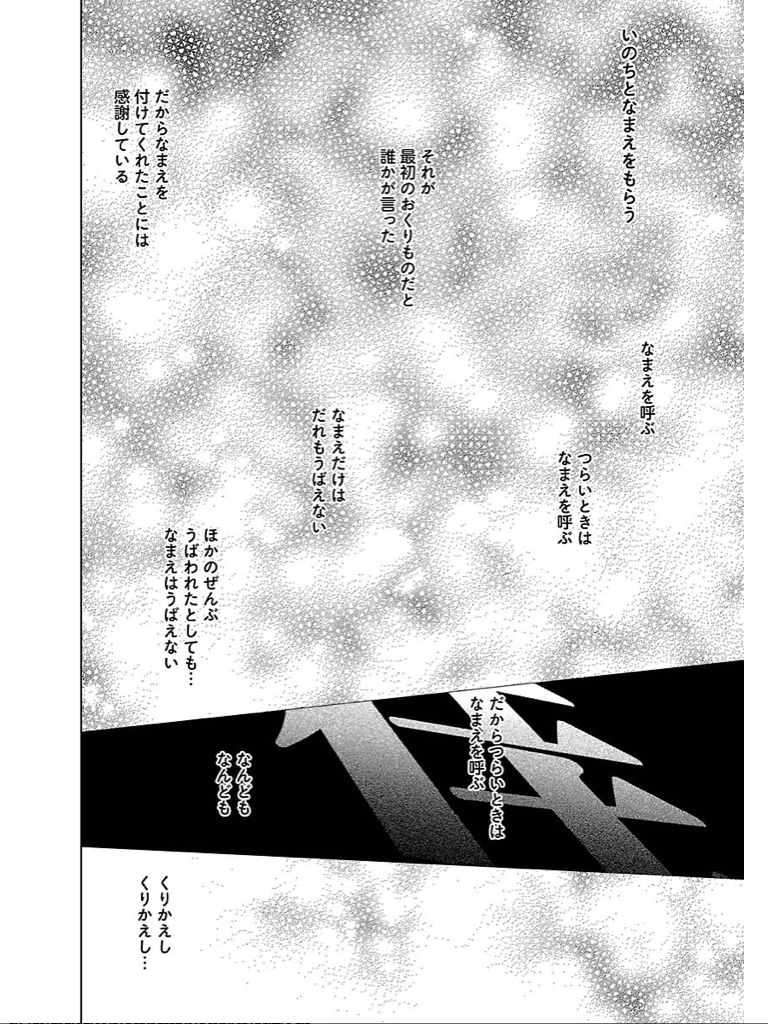 いのちとなまえをもらう
それが
最初のおくりものだと
誰かが言った
だからなまえを
付けてくれたことには
感謝している
なまえを呼ぶ
つらいときは
なまえを呼ぶ
なまえだけは
だれもうばえない
ほかのぜんぶ
うばわれたとしても…
なまえはうばえない
だからつらいときは
なまえを呼ぶ
なんども
なんども
くりかえし
くりかえし…